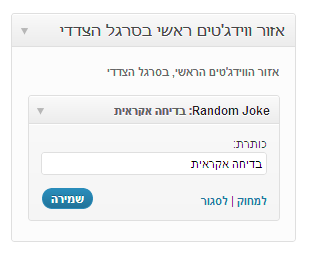 אזור ווידג'טים ראשי בסרגל הצדדי
אזור הווידג'טים הראשי, בסרגל הצדדי
Random Joke: בדיחה אקראית
כותרת:
בדיחה אקראית
למחוק | לסגור
שמירה